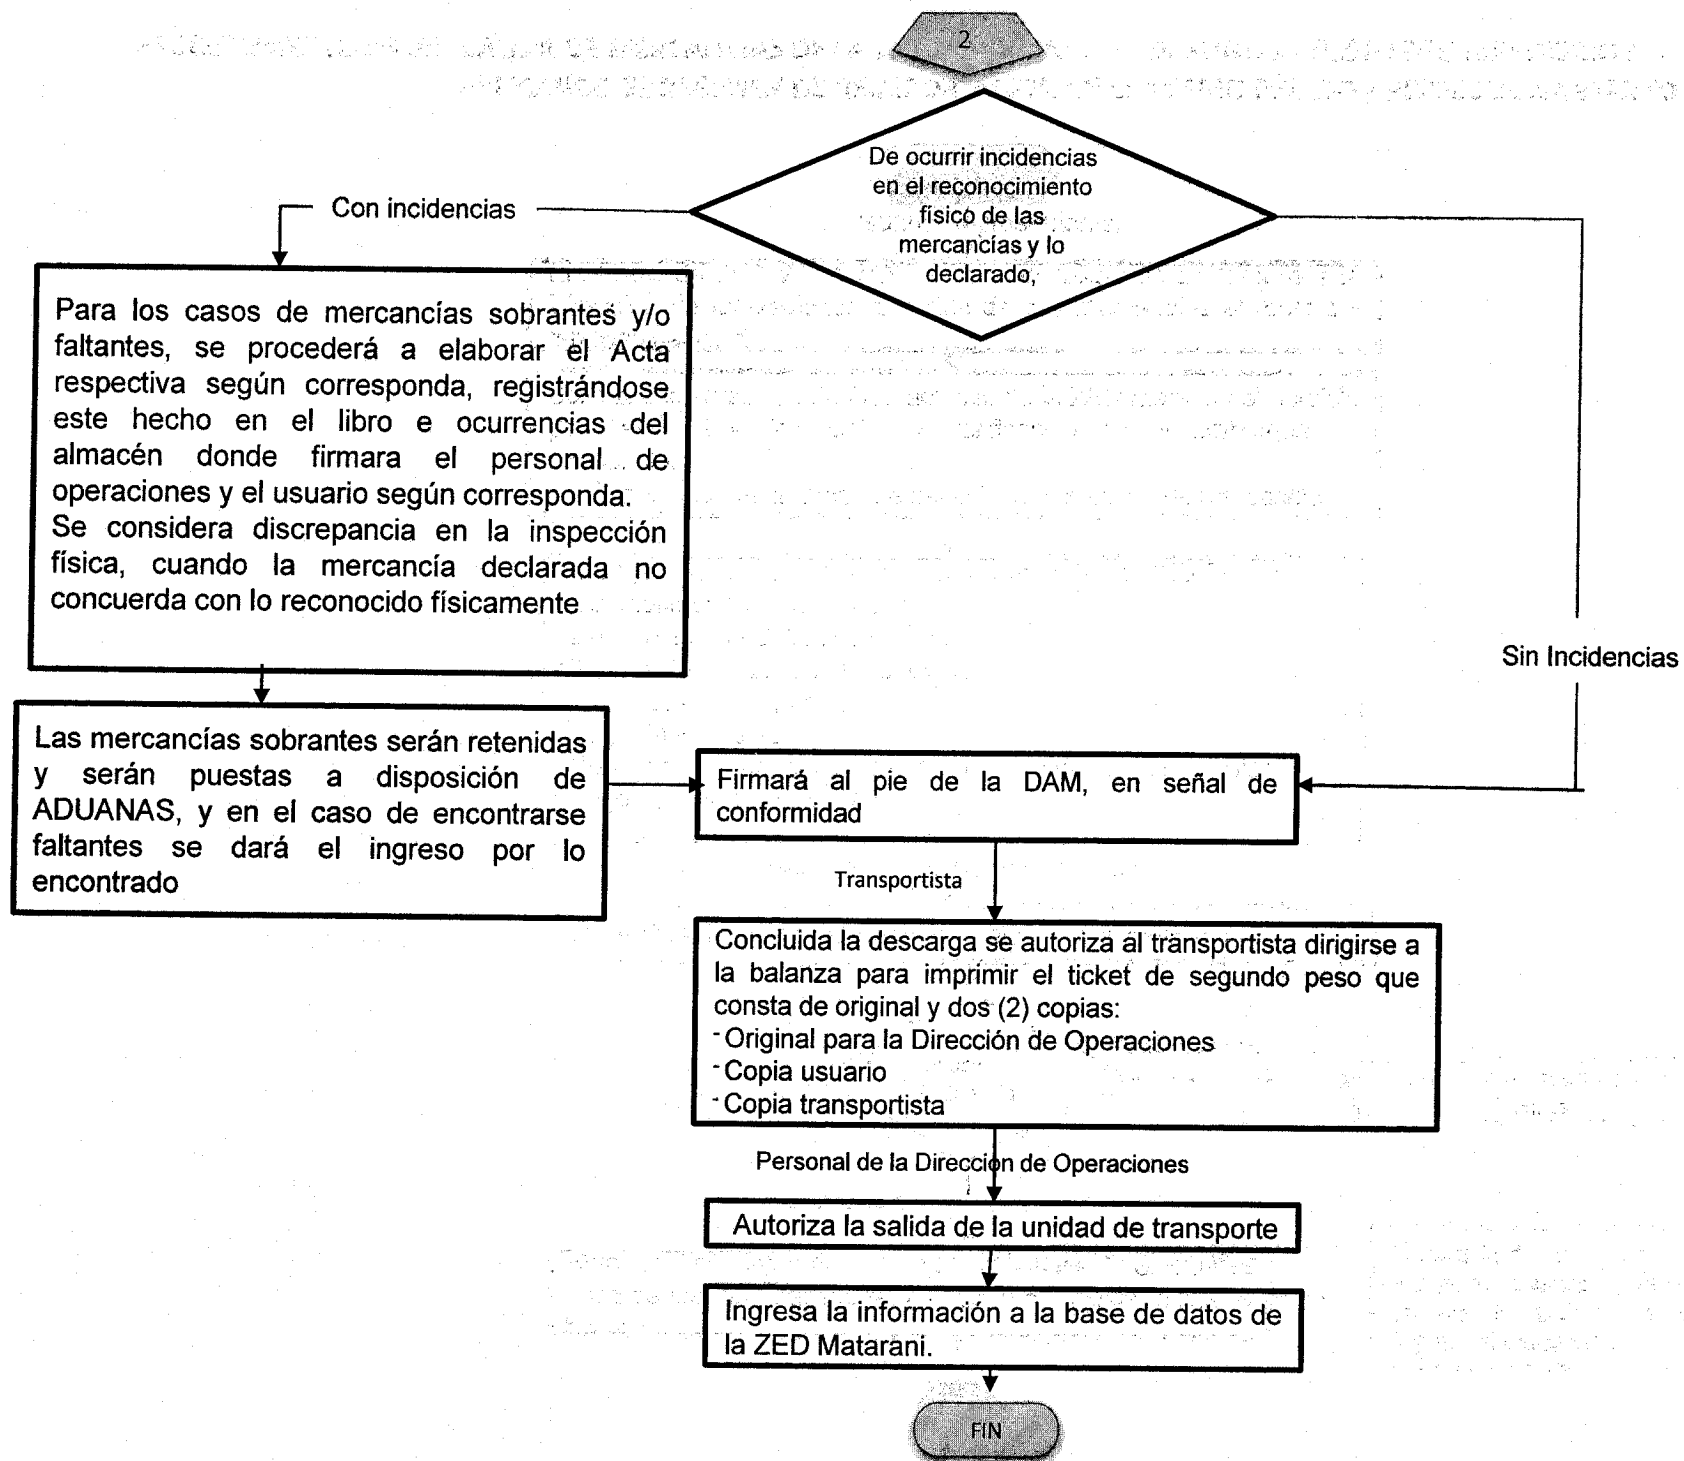 2
De ocurrir incidencias
en el reconocimiento
físico de las
mercancías y lo
declarado,
Con incidencias
Para los casos de mercancías sobrantes y/o
faltantes, se procederá a elaborar el Acta
respectiva según corresponda, registrándose
este hecho en el libro e ocurrencias del
almacén donde firmara el personal de
operaciones y el usuario según corresponda.
Se considera discrepancia en la inspección
física, cuando la mercancía declarada no
concuerda con lo reconocido físicamente
Sin Incidencias
Las mercancías sobrantes serán retenidas
y serán puestas a disposición de
ADUANAS, y en el caso de encontrarse
faltantes se dará el ingreso por lo
encontrado
Firmará al pie de la DAM, en señal de
conformidad
Transportista
Concluida la descarga se autoriza al transportista dirigirse a
la balanza para imprimir el ticket de segundo peso que
consta de original y dos (2) copias:
- Original para la Dirección de Operaciones
- Copia usuario
- Copia transportista
Personal de la Dirección de Operaciones
Autoriza la salida de la unidad de transporte
Ingresa la información a la base de datos de
la ZED Matarani.
FIN